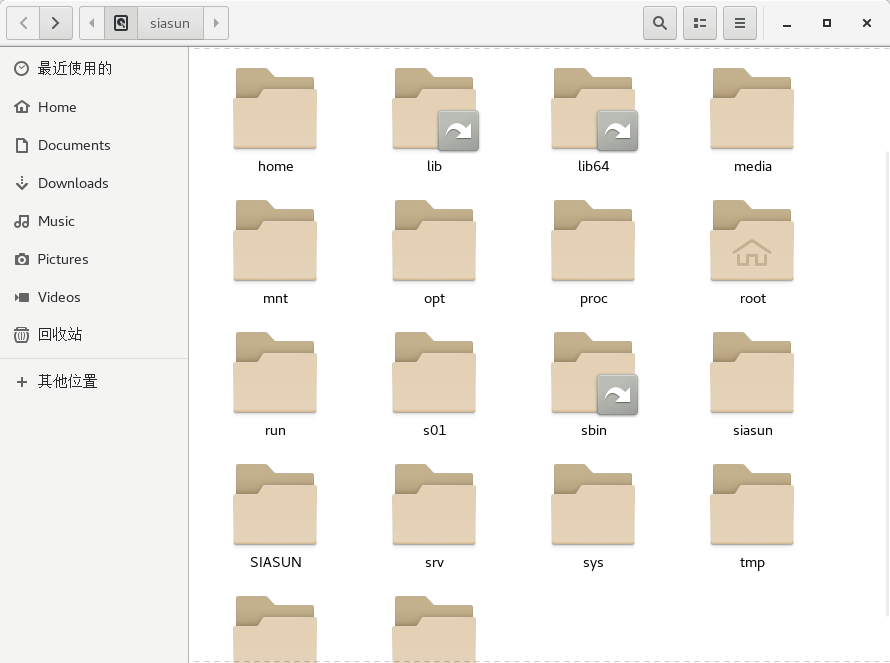 siasun
最近使用的
Home
Documents
Downloads
Music
Pictures
Videos
回收站
其他位置
home
lib
lib64
media
mnt
opt
proc
root
run
s01
sbin
siasun
SIASUN
srv
sys
tmp